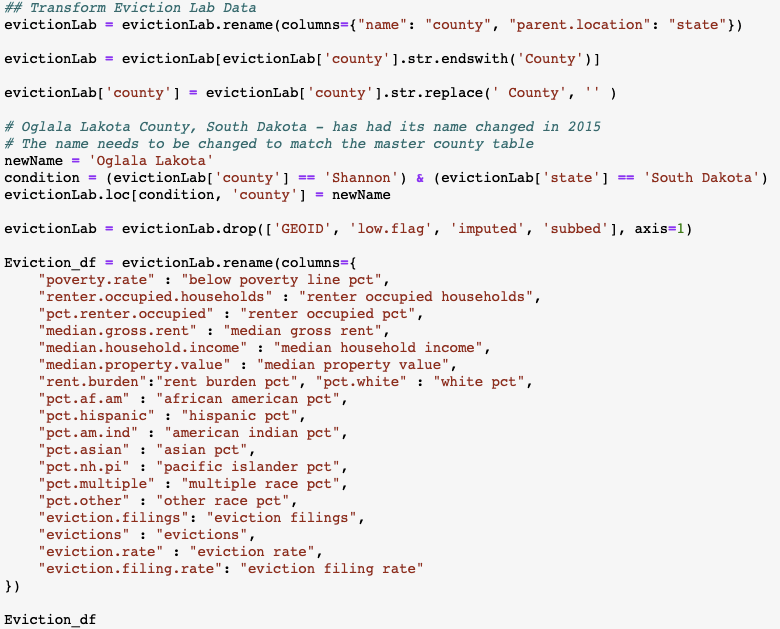 ## Transform Eviction Lab Data
evictionLab = evictionLab.rename(columns={"name": "county", "parent.location": "state"})
evictionLab = evictionLab[evictionLab['county'].str.endswith('County')]
evictionLab['county'] = evictionLab['county'].str.replace(' County', '' )
# Oglala Lakota County, South Dakota - has had its name changed in 2015
# The name needs to be changed to match the master county table
newName = 'Oglala Lakota'
condition = (evictionLab['county'] == 'Shannon') & (evictionLab['state'] == 'South Dakota')
evictionLab.loc[condition, 'county'] = newName
evictionLab = evictionLab.drop(['GEOID', 'low.flag', 'imputed', 'subbed'], axis=1)
Eviction_df = evictionLab.rename(columns={
    "poverty.rate" : "below poverty line pct",
    "renter.occupied.households" : "renter occupied households",
    "pct.renter.occupied" : "renter occupied pct",
    "median.gross.rent" : "median gross rent",
    "median.household.income" : "median household income",
    "median.property.value" : "median property value",
    "rent.burden":"rent burden pct", "pct.white" : "white pct",
    "pct.af.am" : "african american pct",
    "pct.hispanic" : "hispanic pct",
    "pct.am.ind" : "american indian pct",
    "pct.asian" : "asian pct",
    "pct.nh.pi" : "pacific islander pct",
    "pct.multiple" : "multiple race pct",
    "pct.other" : "other race pct",
    "eviction.filings": "eviction filings",
    "evictions" : "evictions",
    "eviction.rate" : "eviction rate",
    "eviction.filing.rate": "eviction filing rate"
})
Eviction_df